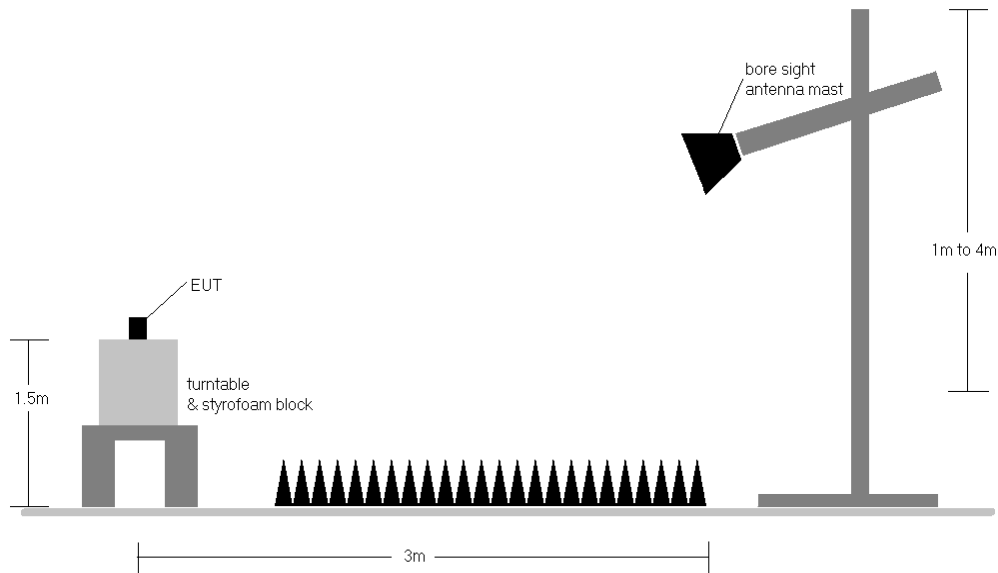 bore sight
antenna mast
1m to 4m
EUT
1.5m
turntable
& styrofoam block
3m